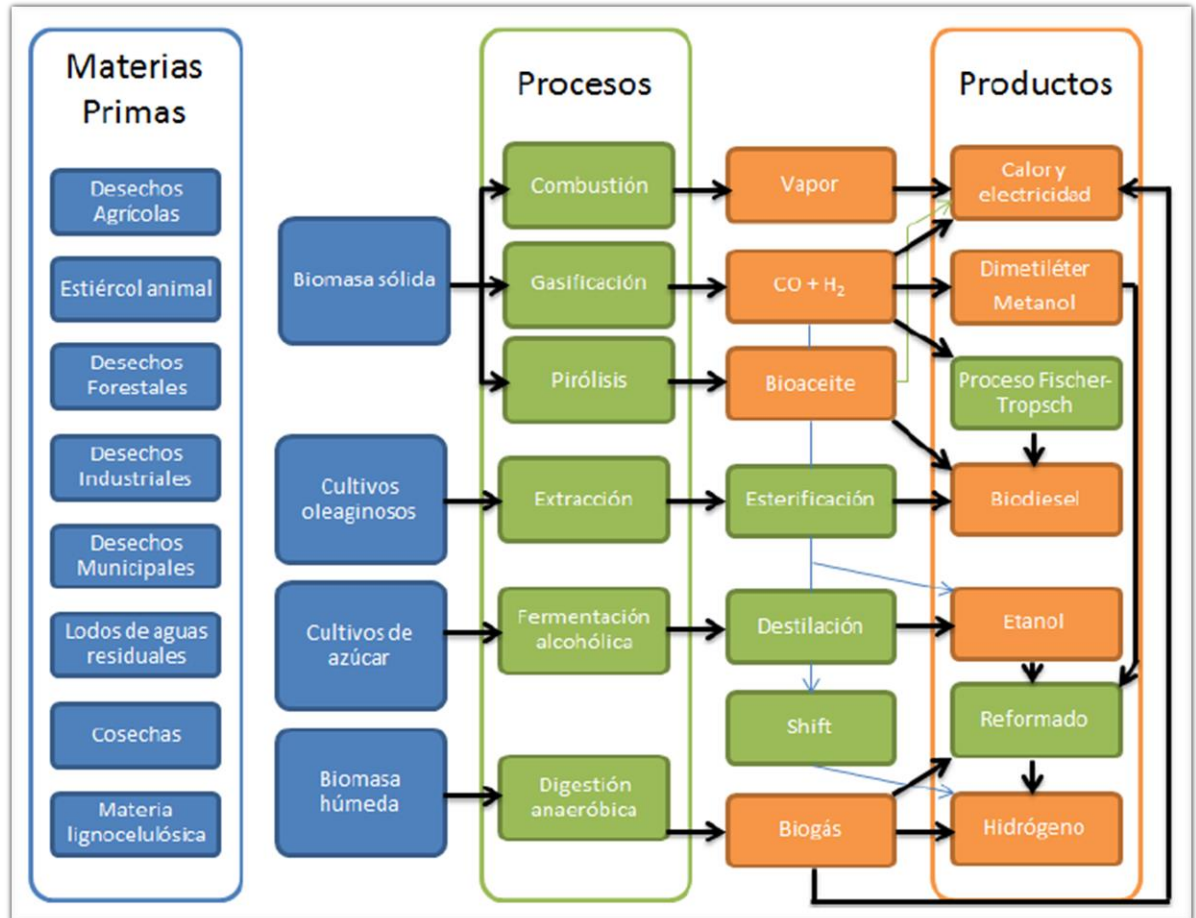 Materias
Primas
Desechos
Agrícolas
Estiércol animal
Desechos
Forestales
Desechos
Industriales
Desechos
Municipales
Lodos de aguas
residuales
Cosechas
Materia
lignocelulósica
Biomasa sólida
Cultivos
oleaginosos
Cultivos de
azúcar
Biomasa
húmeda
Procesos
Combustión
Gasificación
Pirólisis
Extracción
Fermentación
alcohólica
Digestión
anaeróbica
Vapor
CO + H₂
Bioaceite
Esterificación
Destilación
Shift
Biogás
Productos
Calor y
electricidad
Dimetiléter
Metanol
Proceso Fischer-
Tropsch
Biodiesel
Etanol
Reformado
Hidrógeno